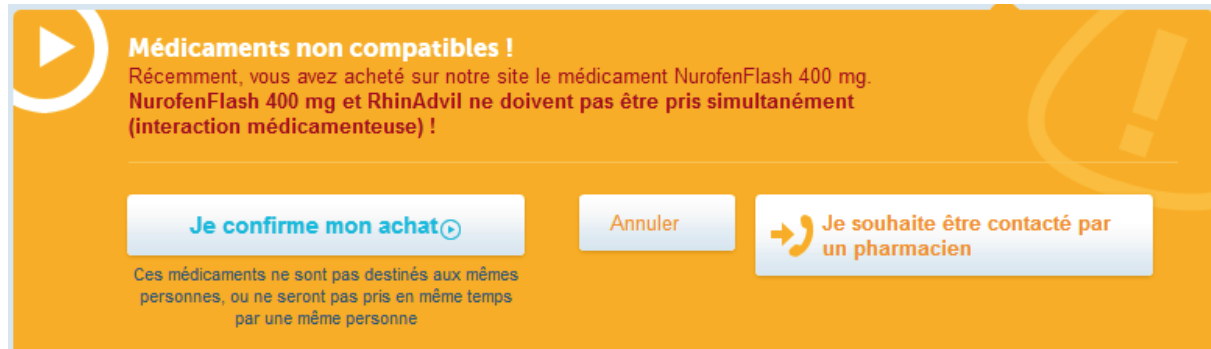 Médicaments non compatibles !
Récemment, vous avez acheté sur notre site le médicament NurofenFlash 400 mg.
NurofenFlash 400 mg et RhinAdvil ne doivent pas être pris simultanément
(interaction médicamenteuse) !
Je confirme mon achat
Ces médicaments ne sont pas destinés aux mêmes
personnes, ou ne seront pas pris en même temps
par une même personne
Annuler
Je souhaite être contacté par
un pharmacien